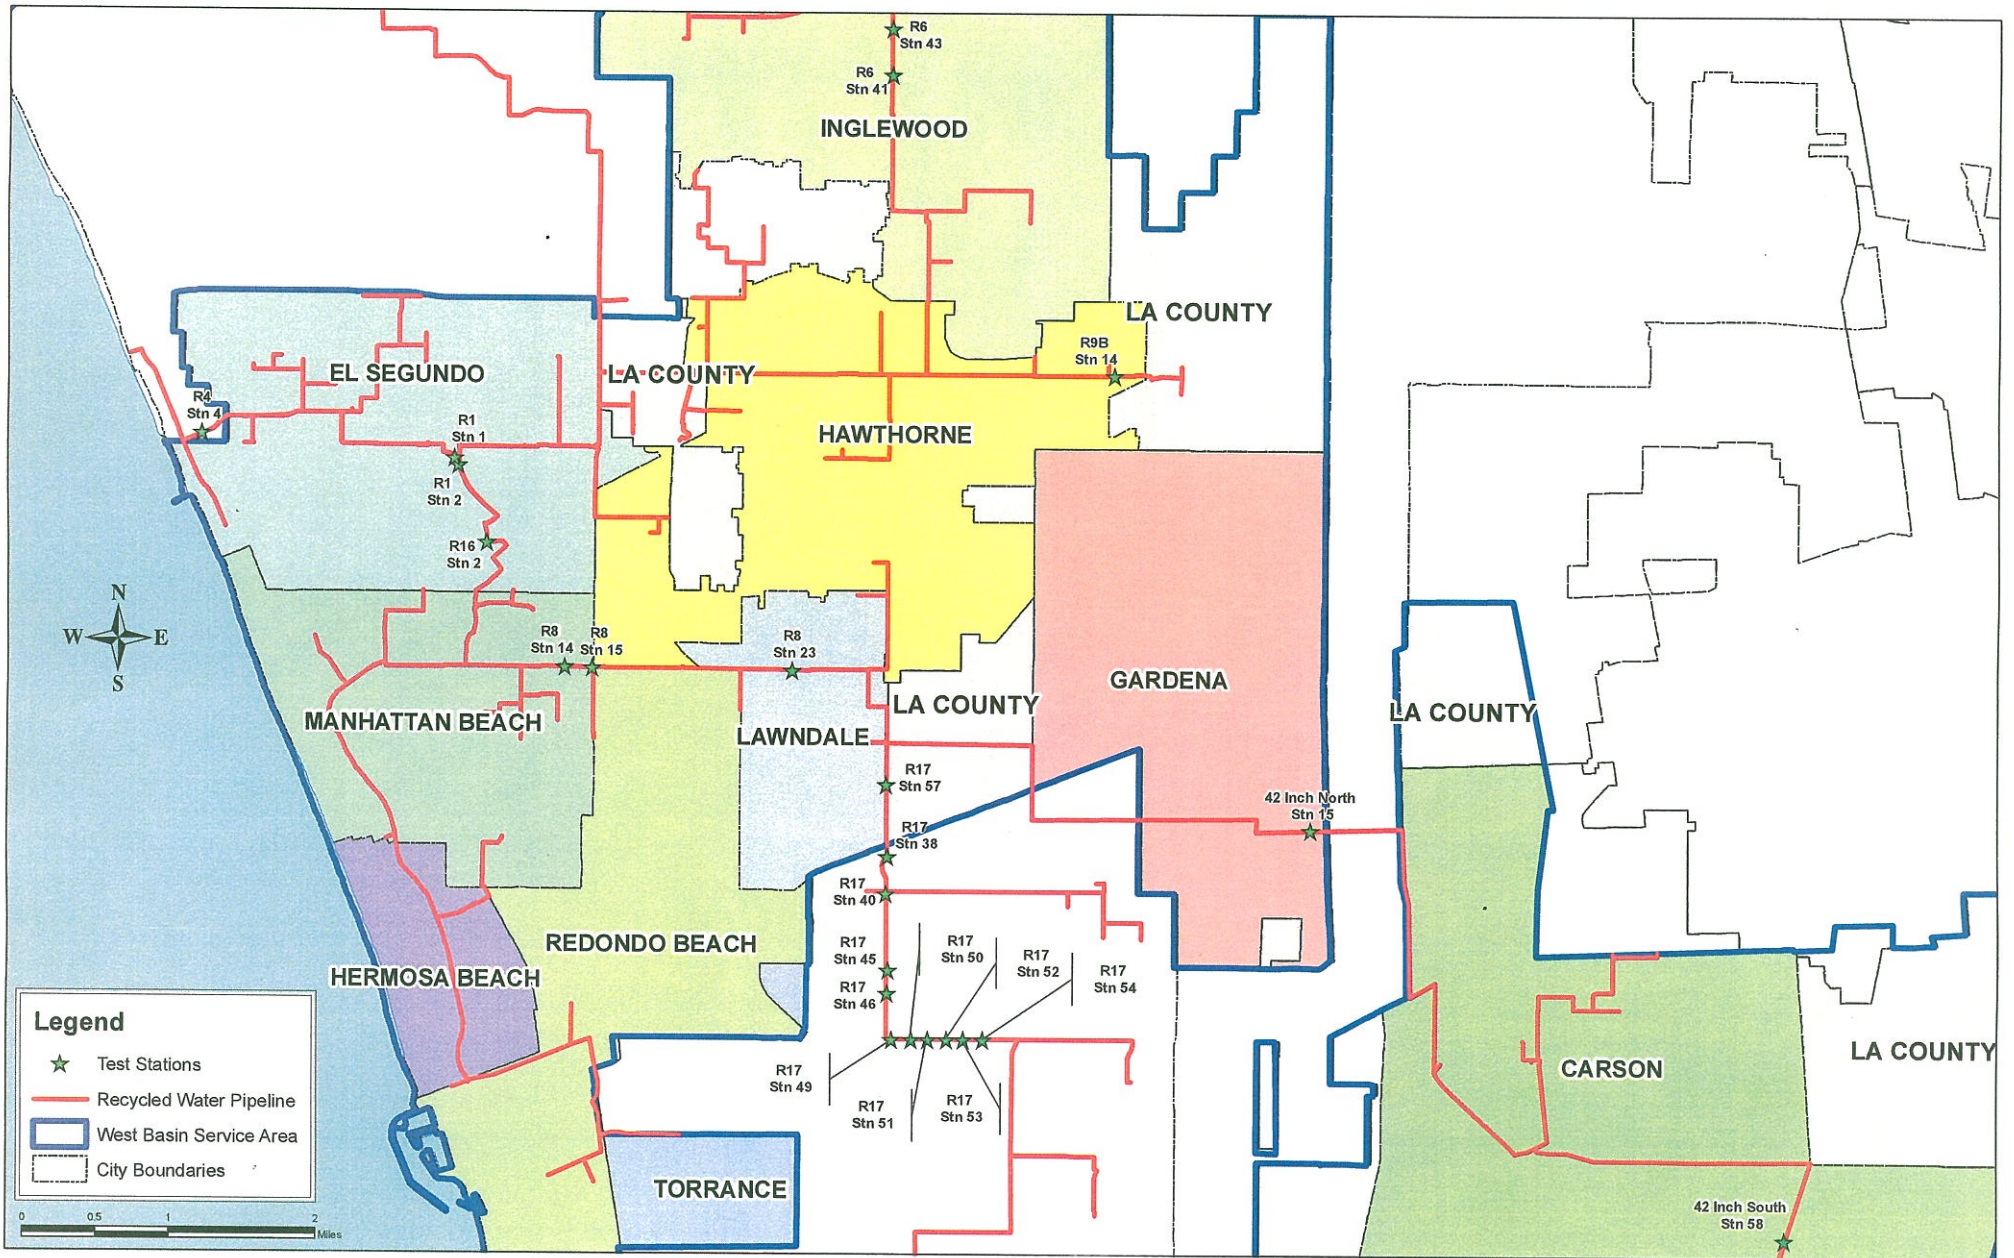 R6
Stn 43
R6
Stn 41
INGLEWOOD
LA COUNTY
R9B
Stn 14
EL SEGUNDO
LA COUNTY
R4
Stn 4
R1
Stn 1
HAWTHORNE
R1
Stn 2
R16
Stn 2
N
W E
S
R8
Stn 14
R8
Stn 15
R8
Stn 23
GARDENA
LA COUNTY
LA COUNTY
MANHATTAN BEACH
LAWNDALE
R17
Stn 57
42 Inch North
Stn 15
R17
Stn 38
R17
Stn 40
REDONDO BEACH
R17
Stn 45
R17
Stn 50
R17
Stn 52
R17
Stn 54
HERMOSA BEACH
R17
Stn 46
LA COUNTY
CARSON
R17
Stn 49
R17
Stn 51
R17
Stn 53
TORRANCE
42 Inch South
Stn 58
Legend
Test Stations
Recycled Water Pipeline
West Basin Service Area
City Boundaries
0 0.5 1 2
Miles